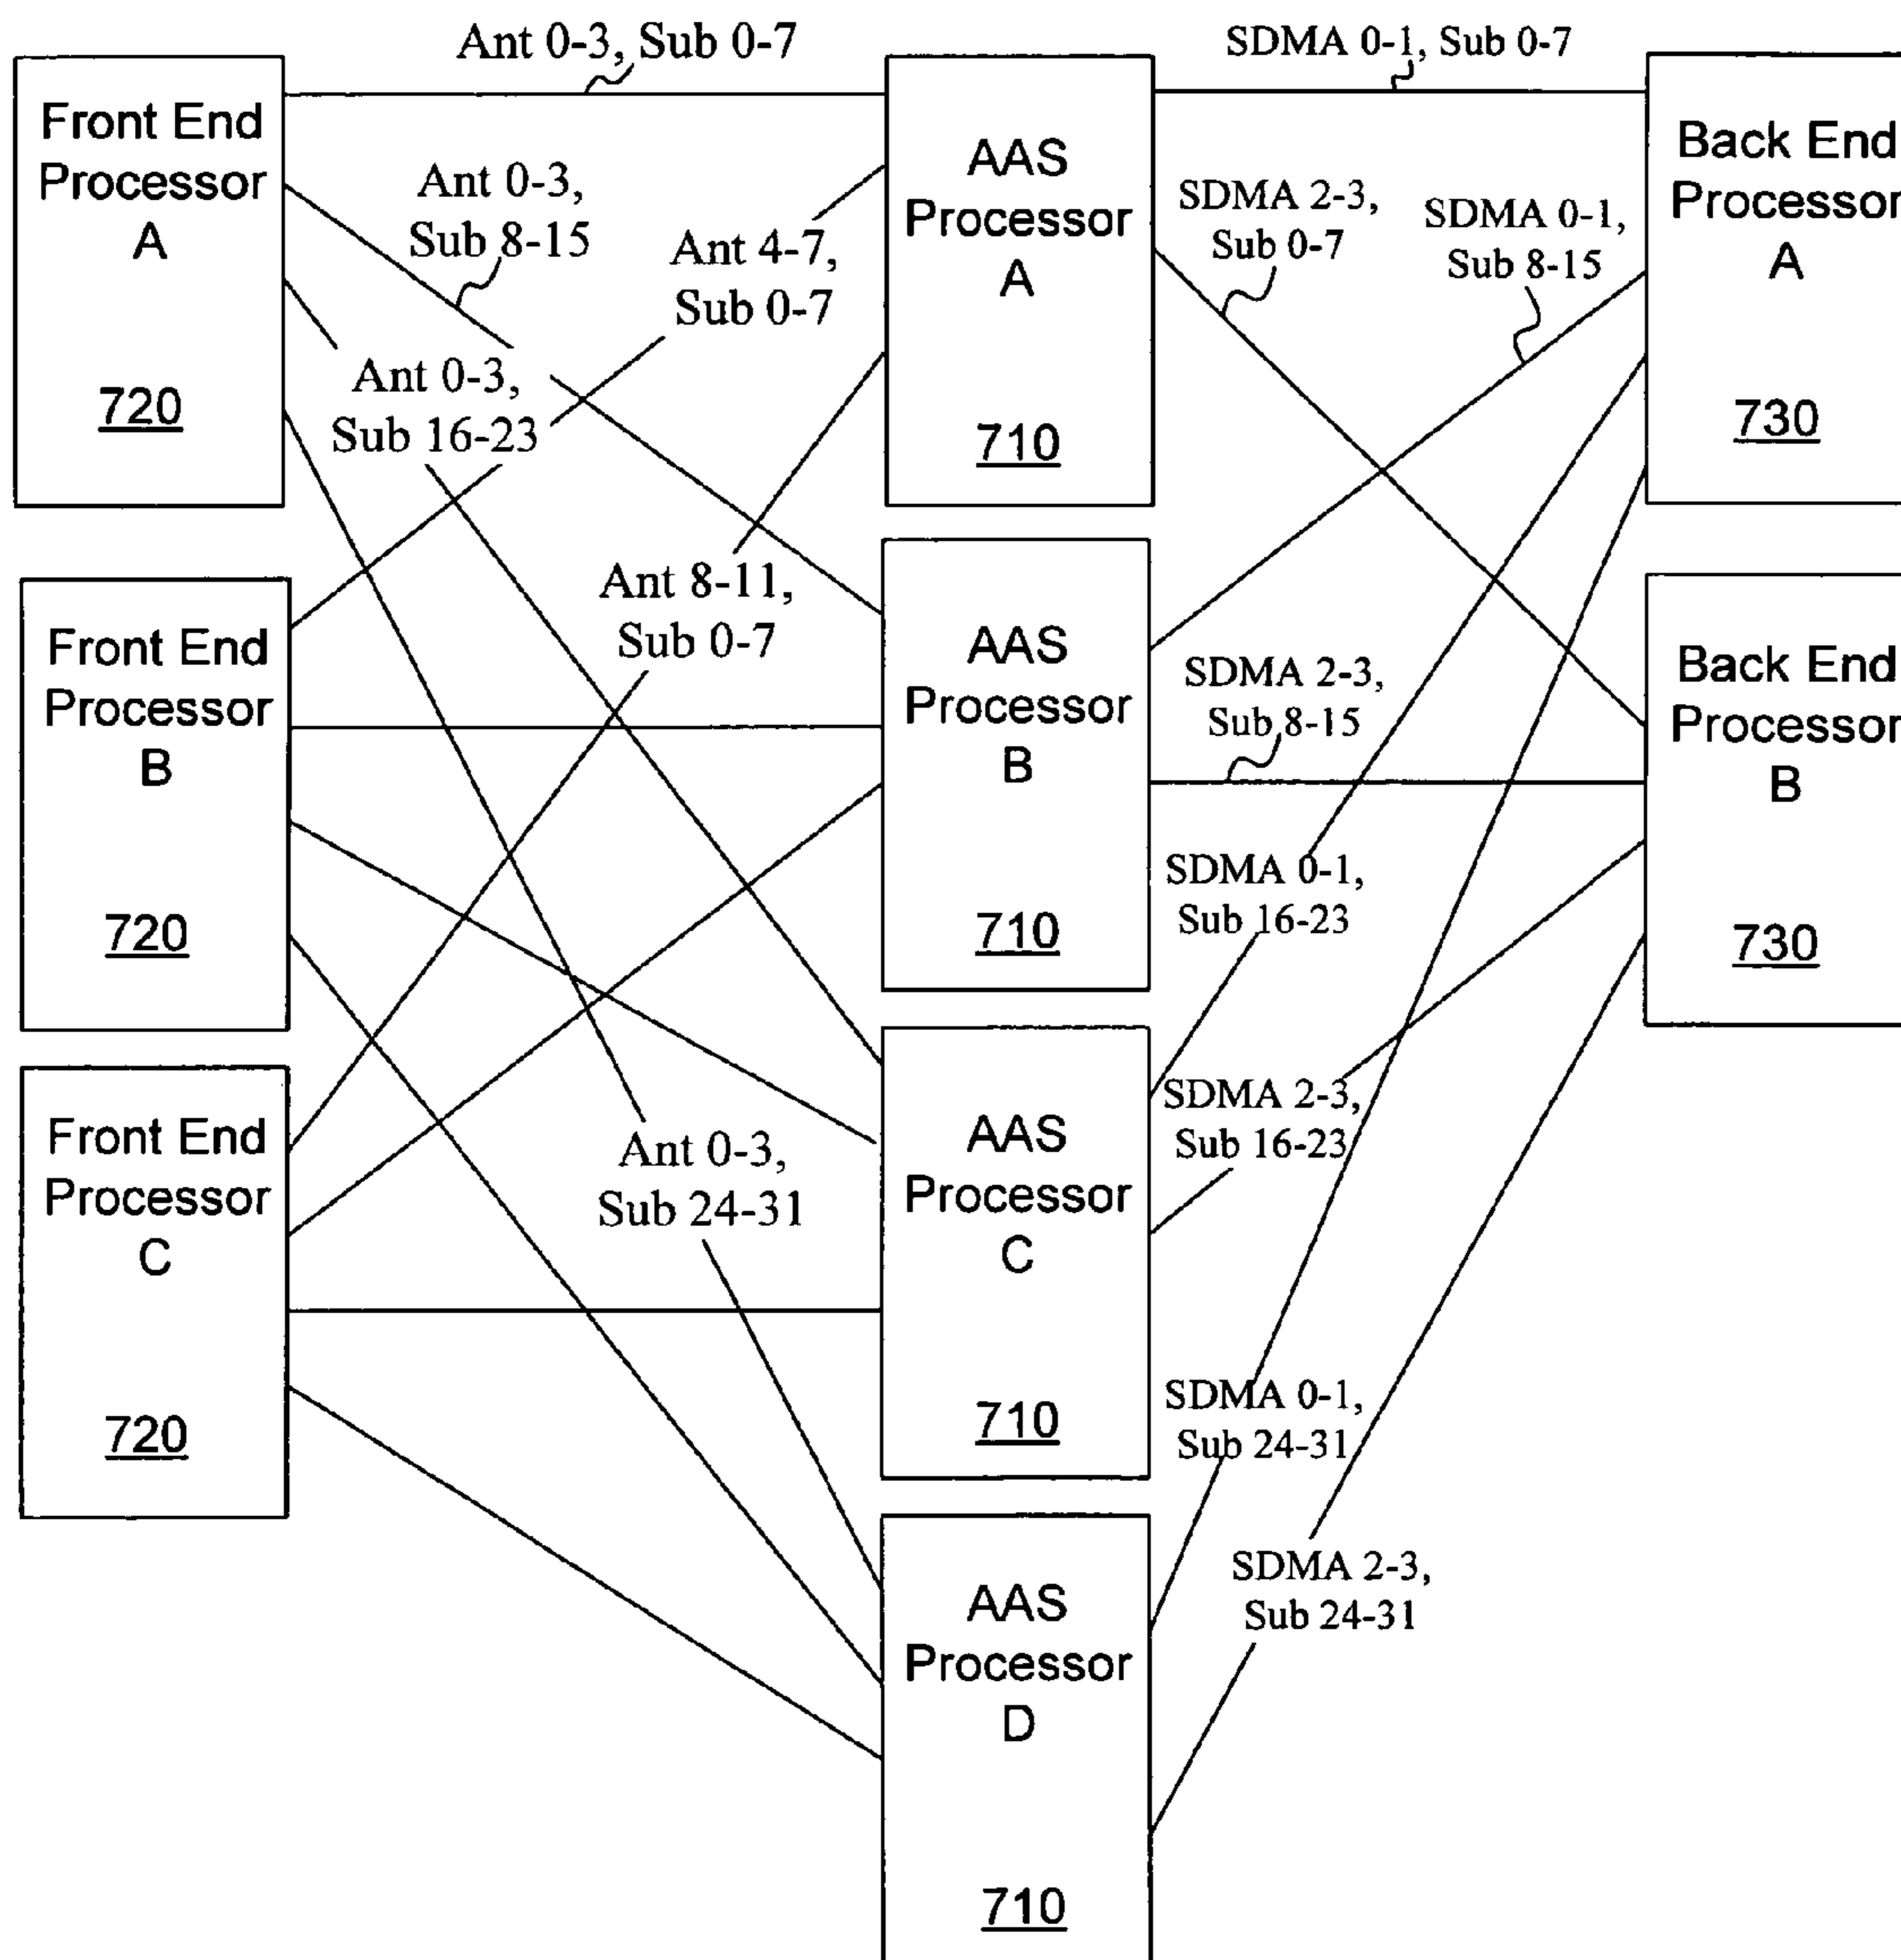 Ant 0-3, Sub 0-7
SDMA 0-1, Sub 0-7
Front End
Processor
A
720
Ant 0-3,
Sub 8-15
Ant 4-7,
Sub 0-7
Ant 0-3,
Sub 16-23
AAS
Processor
A
710
SDMA 2-3,
Sub 0-7
SDMA 0-1,
Sub 8-15
Back End
Processor
A
730
Front End
Processor
B
720
Ant 8-11,
Sub 0-7
AAS
Processor
B
710
SDMA 2-3,
Sub 8-15
SDMA 0-1,
Sub 16-23
Back End
Processor
B
730
Front End
Processor
C
720
Ant 0-3,
Sub 24-31
AAS
Processor
C
710
SDMA 2-3,
Sub 16-23
SDMA 0-1,
Sub 24-31
AAS
Processor
D
710
SDMA 2-3,
Sub 24-31